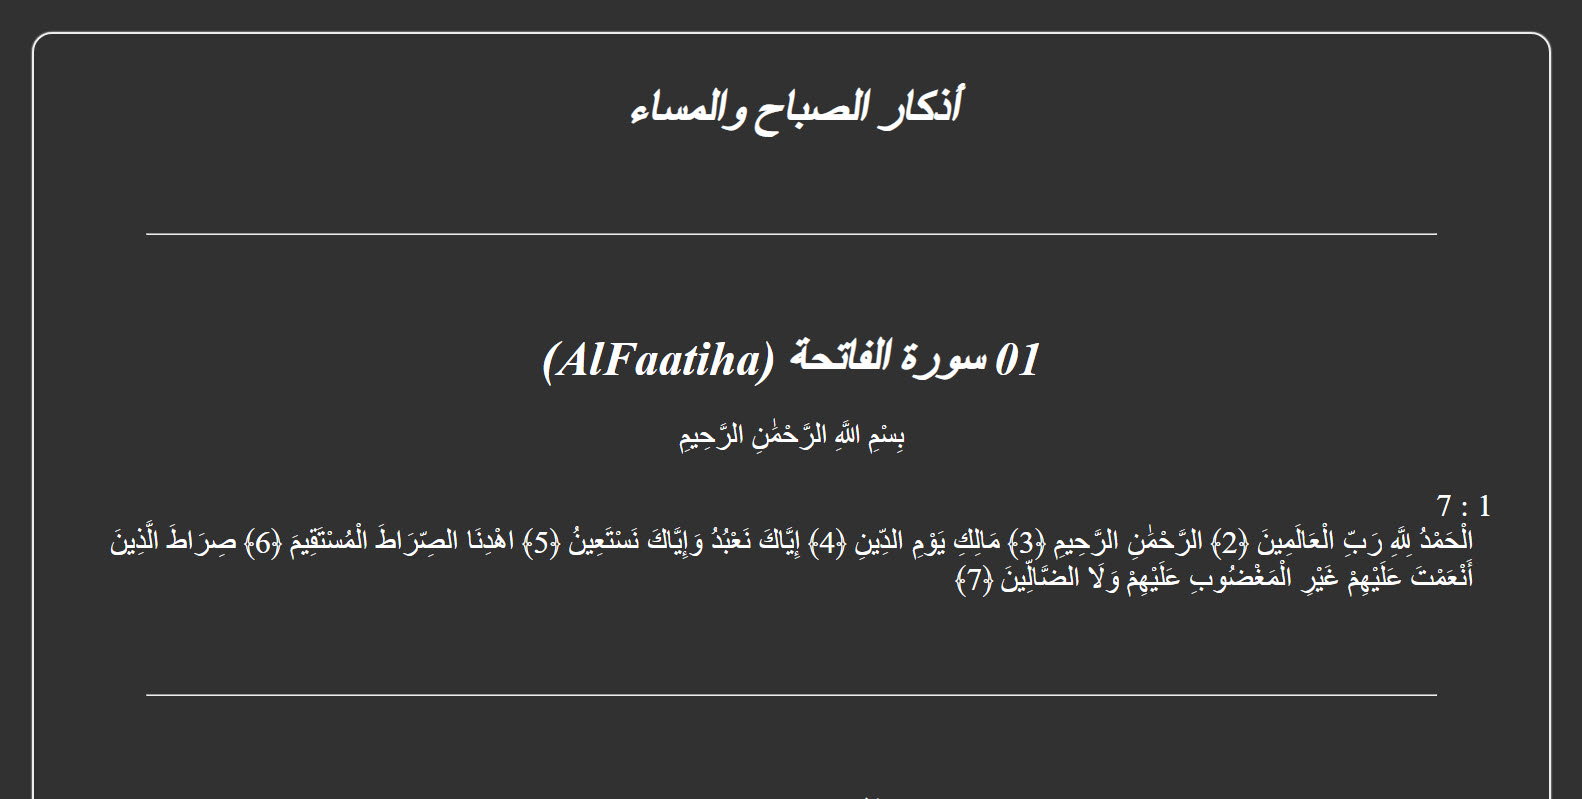 أذكار الصباح والمساء
01 سورة الفاتحة (AlFaatiha)
بِسْمِ اللَّهِ الرَّحْمَٰنِ الرَّحِيمِ
1 : 7
الْحَمْدُ لِلَّهِ رَبِّ الْعَالَمِينَ ﴿2﴾ الرَّحْمَٰنِ الرَّحِيمِ ﴿3﴾ مَالِكِ يَوْمِ الدِّينِ ﴿4﴾ إِيَّاكَ نَعْبُدُ وَإِيَّاكَ نَسْتَعِينُ ﴿5﴾ اهْدِنَا الصِّرَاطَ الْمُسْتَقِيمَ ﴿6﴾ صِرَاطَ الَّذِينَ
أَنْعَمْتَ عَلَيْهِمْ غَيْرِ الْمَغْضُوبِ عَلَيْهِمْ وَلَا الضَّالِّينَ ﴿7﴾